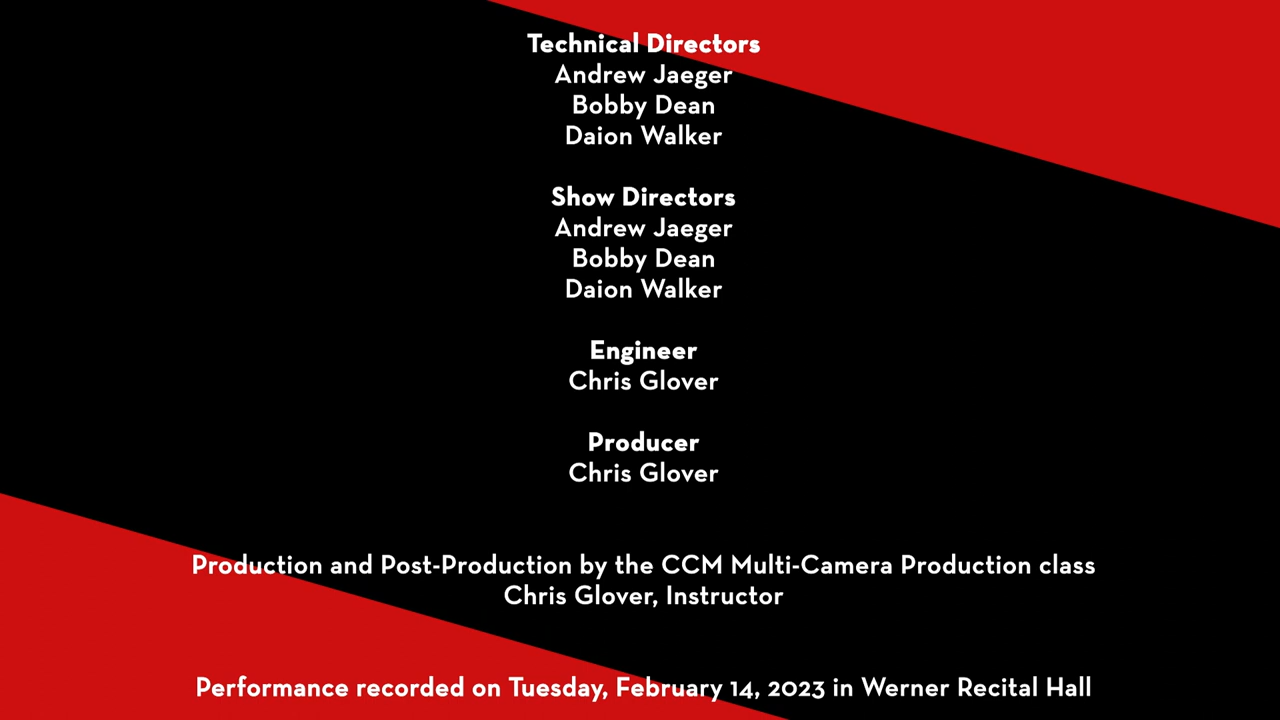 Technical Directors
Andrew Jaeger
Bobby Dean
Daion Walker
Show Directors
Andrew Jaeger
Bobby Dean
Daion Walker
Engineer
Chris Glover
Producer
Chris Glover
Production and Post-Production by the CCM Multi-Camera Production class
Chris Glover, Instructor
Performance recorded on Tuesday, February 14, 2023 in Werner Recital Hall